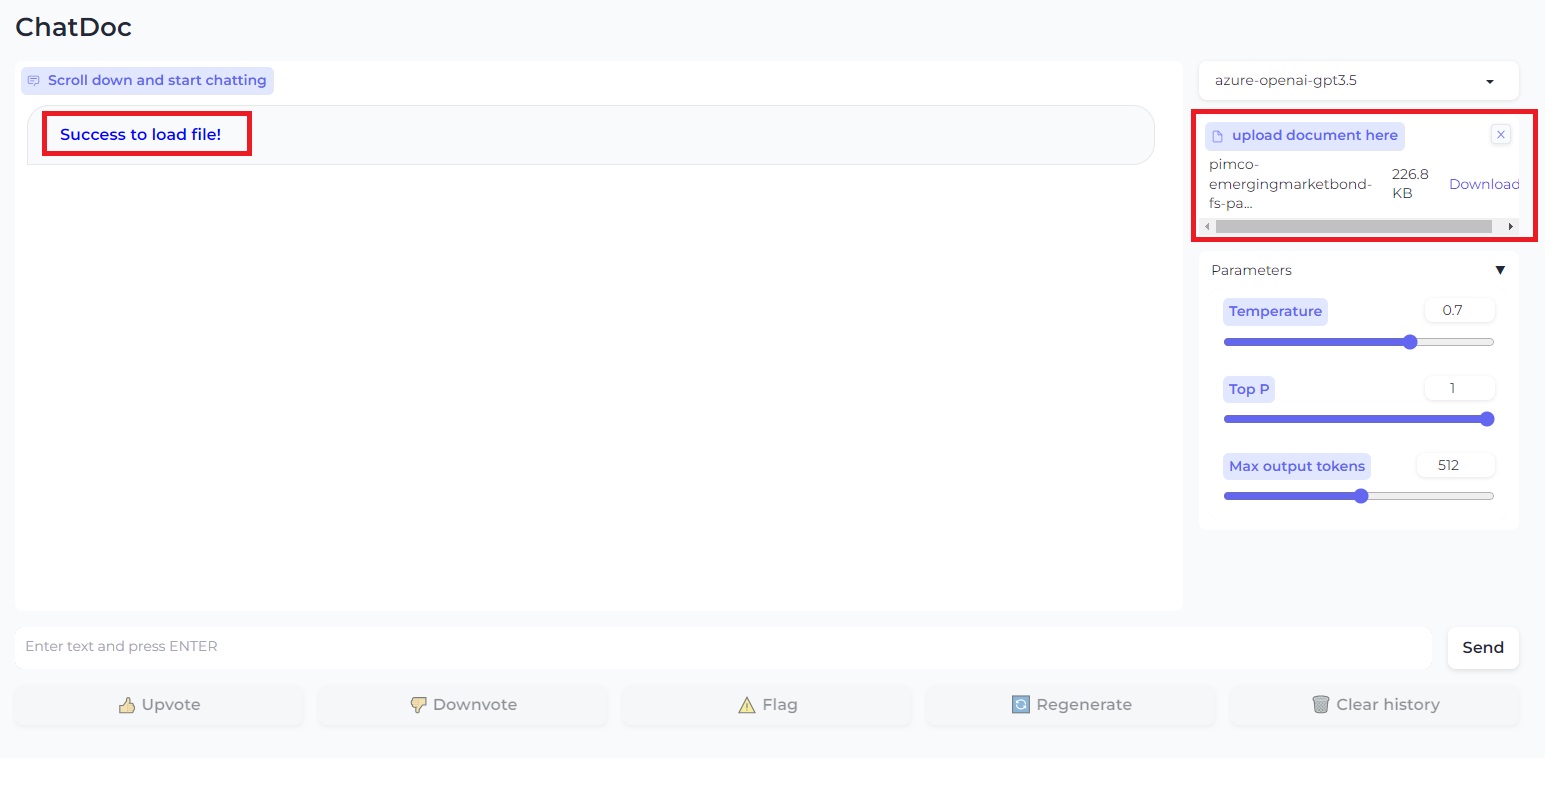 ChatDoc
Scroll down and start chatting
Success to load file!
azure-openai-gpt3.5
upload document here
X
pimco-
emergingmarketbond-
fs-pa...
226.8
KB
Download
Parameters
Temperature
0.7
Top P
1
Max output tokens
512
Enter text and press ENTER
Send
Upvote
Downvote
Flag
Regenerate
Clear history